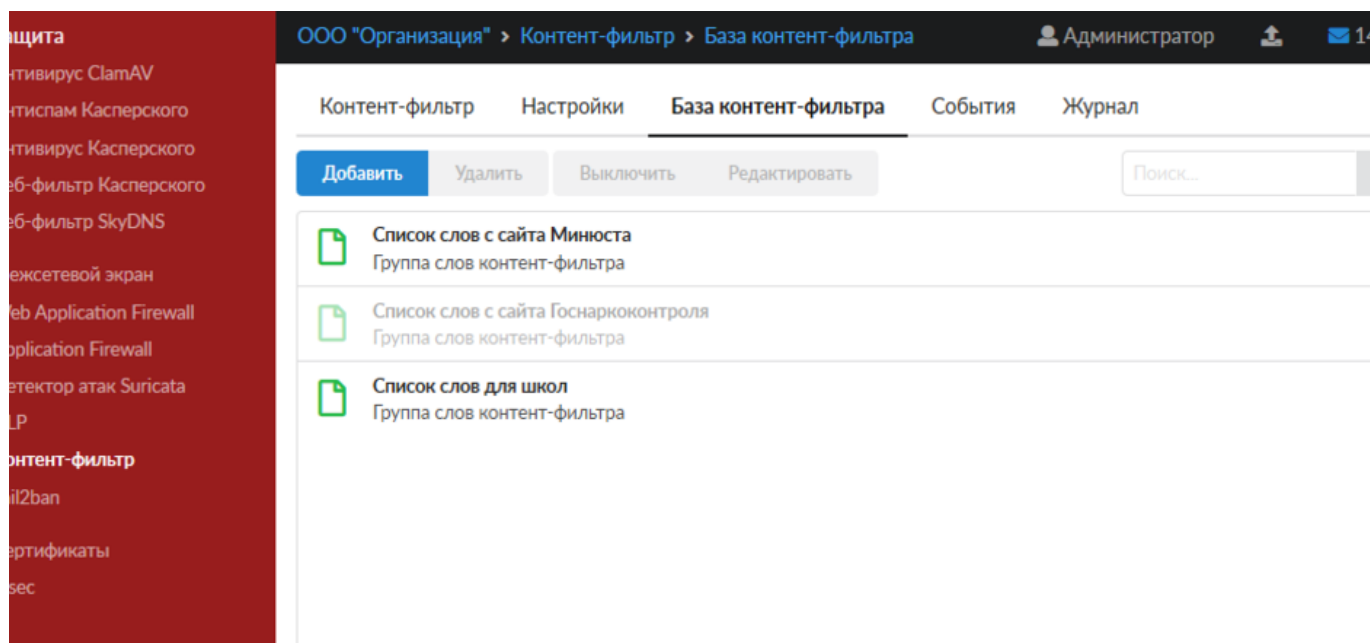 ащита
нтивирус ClamAV
нтиспам Касперского
нтивирус Касперского
еб-фильтр Касперского
еб-фильтр SkyDNS
ежсетевой экран
eb Application Firewall
pplication Firewall
етектор атак Suricata
LP
онтент-фильтр
ail2ban
ертификаты
sec
ООО "Организация" > Контент-фильтр > База контент-фильтра Администратор 14
Контент-фильтр Настройки База контент-фильтра События Журнал
Добавить Удалить Выключить Редактировать Поиск...
Список слов с сайта Минюста
Группа слов контент-фильтра
Список слов с сайта Госнаркоконтроля
Группа слов контент-фильтра
Список слов для школ
Группа слов контент-фильтра